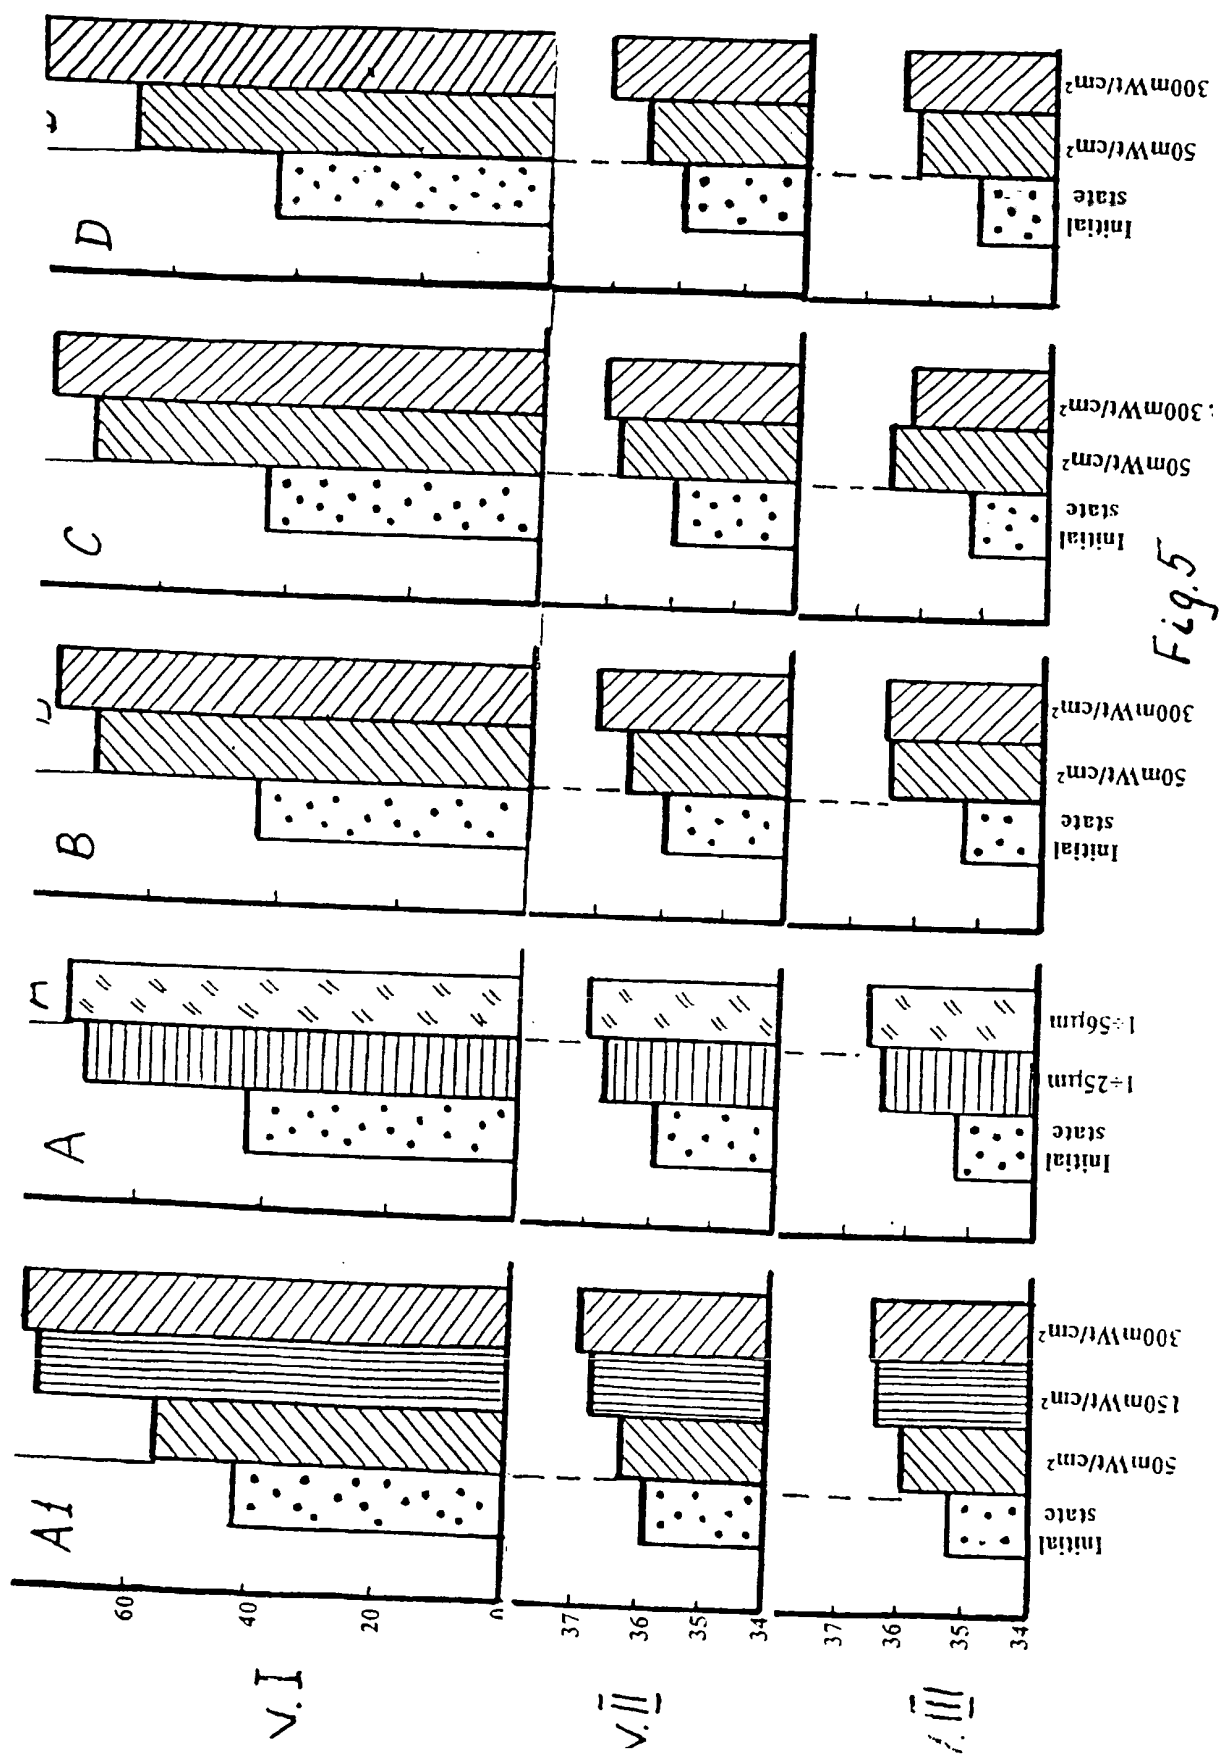 A1
A
B
C
D
V.I
60
40
20
0
V.II
37
36
35
34
.III
37
36
35
34
Initial
state
50mWt/cm²
150mWt/cm²
300mWt/cm²
Initial
state
1÷25µm
1÷56µm
Initial
state
50mWt/cm²
300mWt/cm²
Initial
state
50mWt/cm²
300mWt/cm²
Initial
state
50mWt/cm²
300mWt/cm²
Fig.5